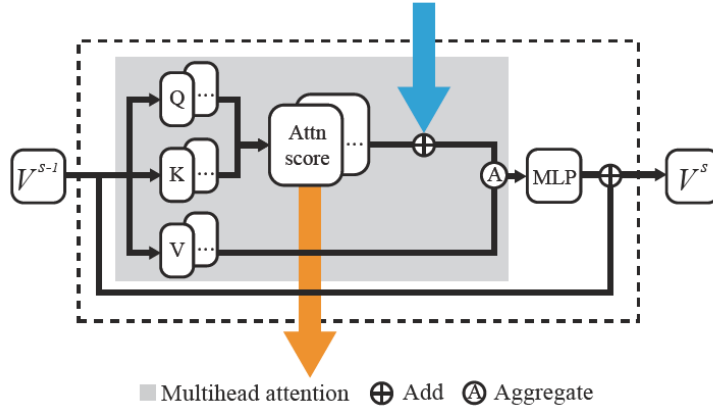 Q ...
K ...
V ...
Attn
score
...
V^{s-1}
A
MLP
V^{s}
Multihead attention
Add
A Aggregate